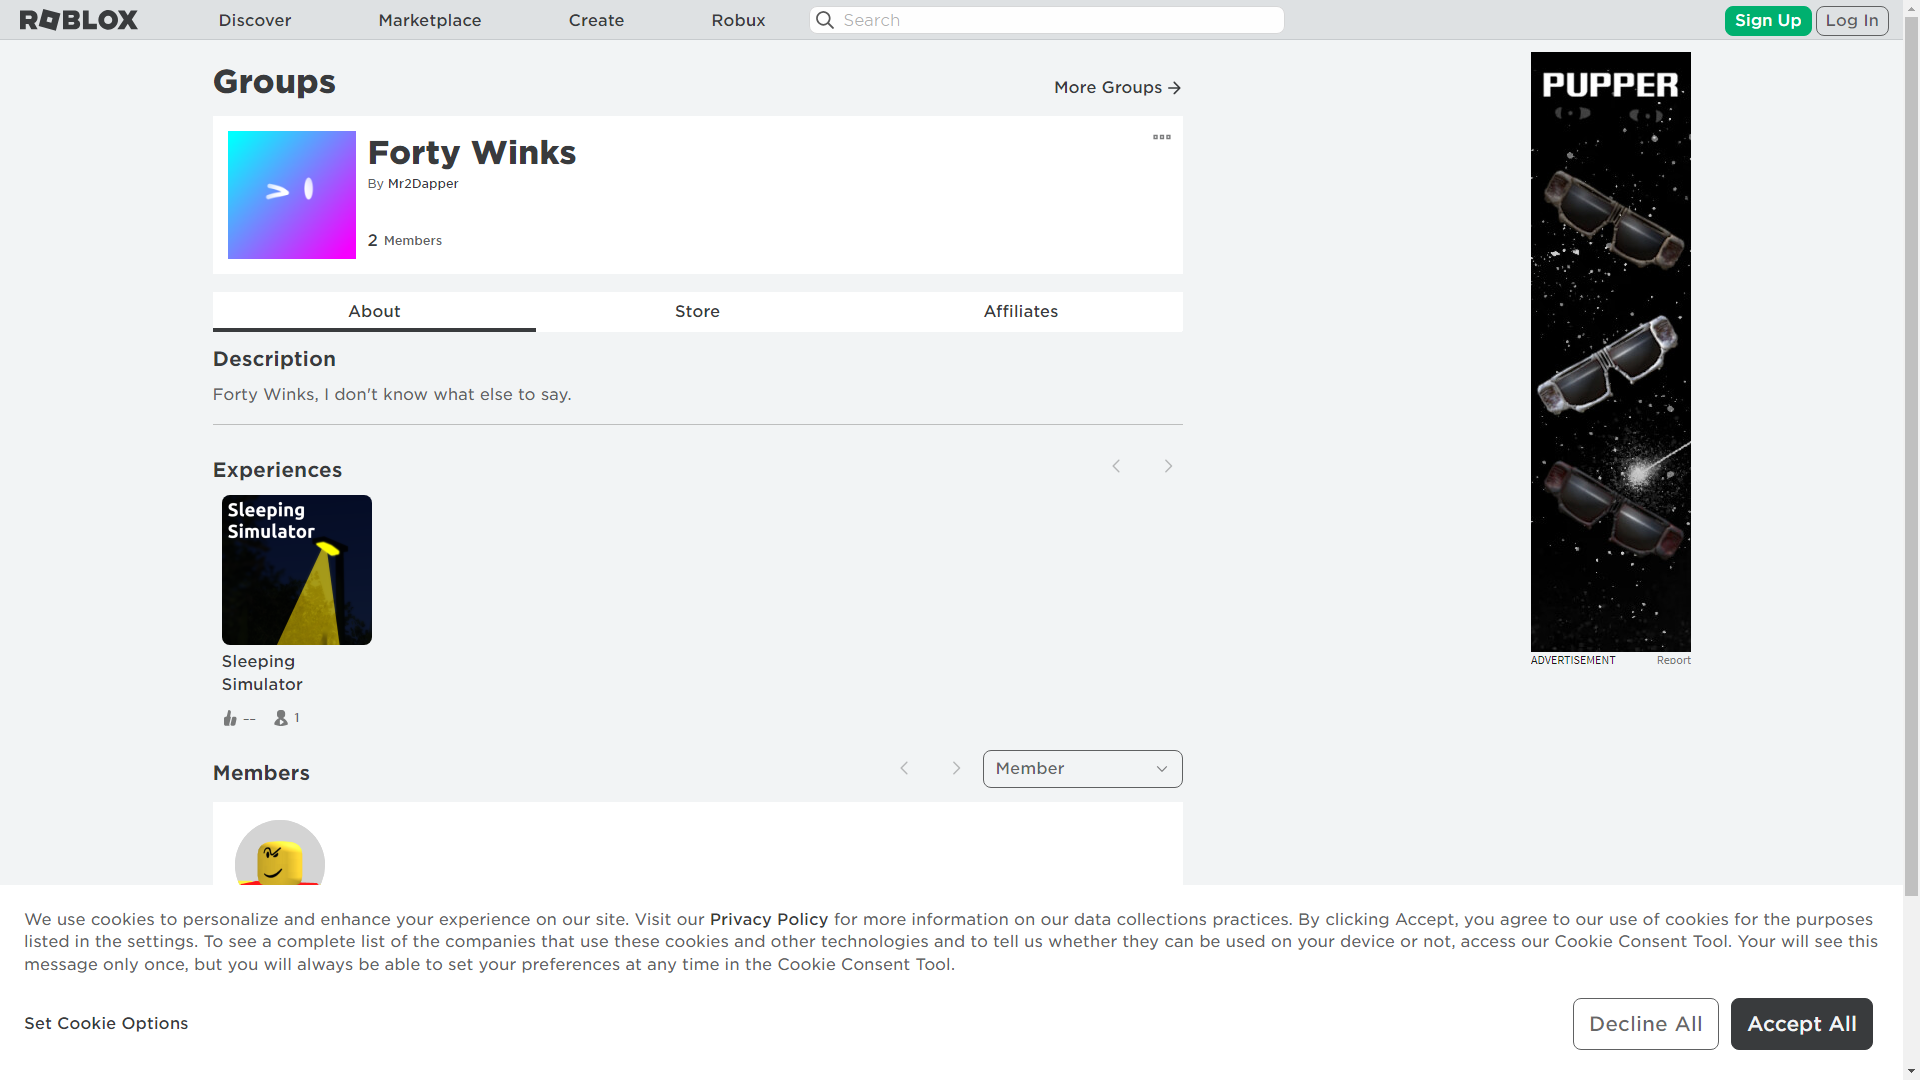 ROBLOX
Discover
Marketplace
Create
Robux
Search
Sign Up
Log In
Groups
More Groups
Forty Winks
By Mr2Dapper
2 Members
About
Store
Affiliates
Description
Forty Winks, I don't know what else to say.
Experiences
Sleeping
Simulator
Sleeping
Simulator
--
1
Members
Member
PUPPER
ADVERTISEMENT
Report
We use cookies to personalize and enhance your experience on our site. Visit our Privacy Policy for more information on our data collections practices. By clicking Accept, you agree to our use of cookies for the purposes
listed in the settings. To see a complete list of the companies that use these cookies and other technologies and to tell us whether they can be used on your device or not, access our Cookie Consent Tool. Your will see this
message only once, but you will always be able to set your preferences at any time in the Cookie Consent Tool.
Set Cookie Options
Decline All
Accept All